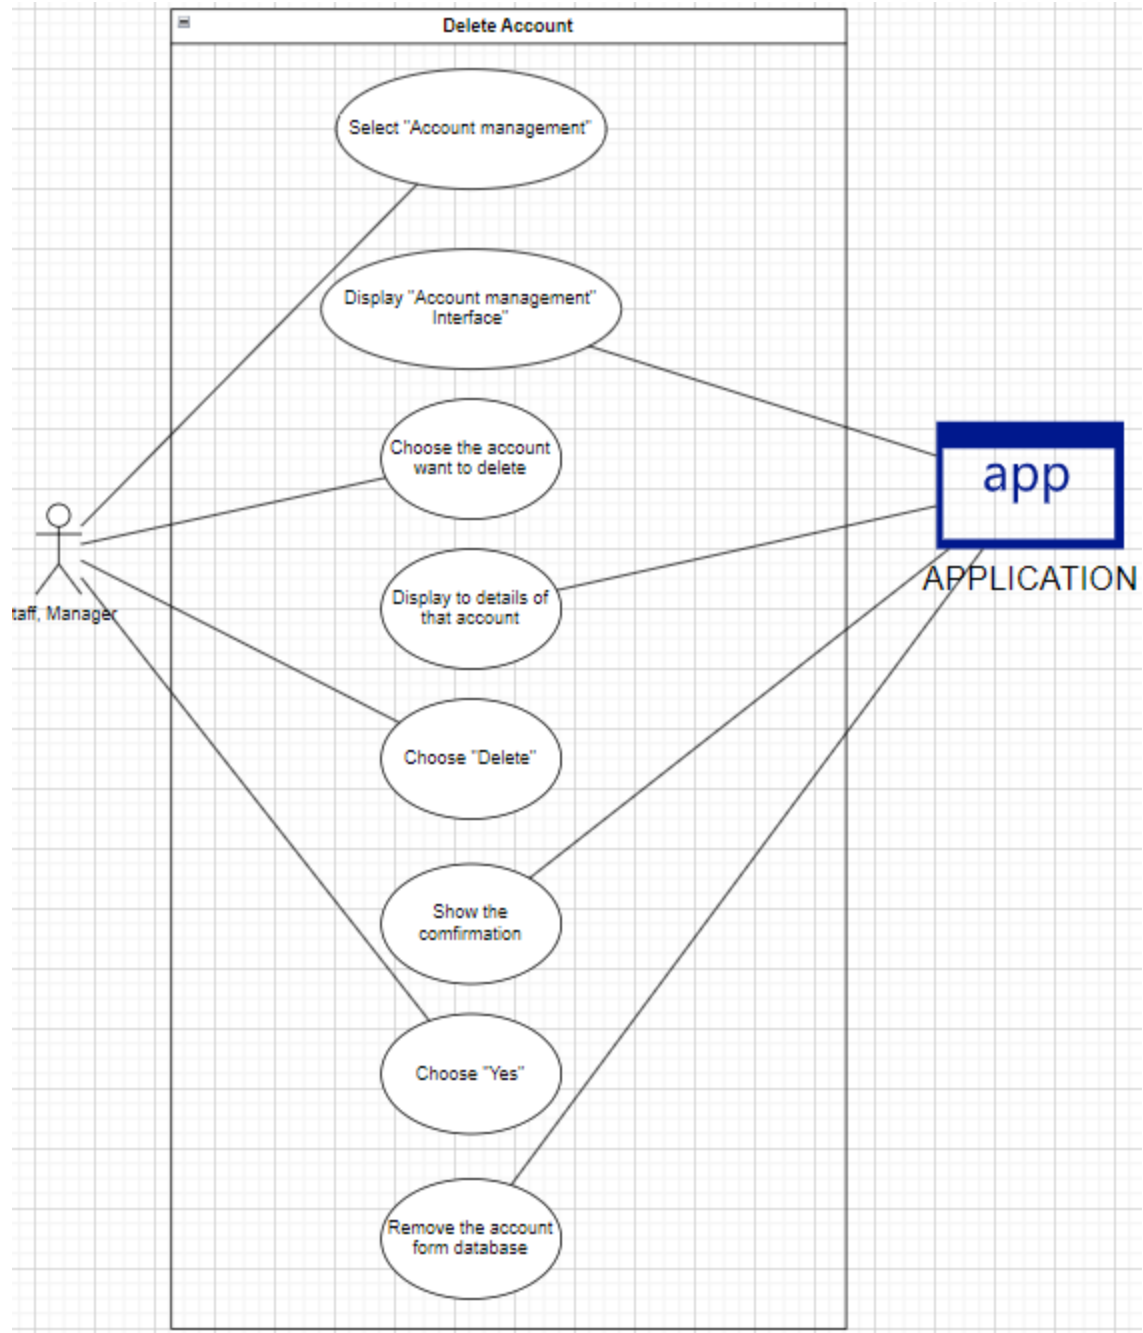 Delete Account
Select "Account management"
Display "Account management"
Interface"
Choose the account
want to delete
app
APPLICATION
Display to details of
that account
taff, Manager
Choose "Delete"
Show the
comfirmation
Choose "Yes"
Remove the account
form database